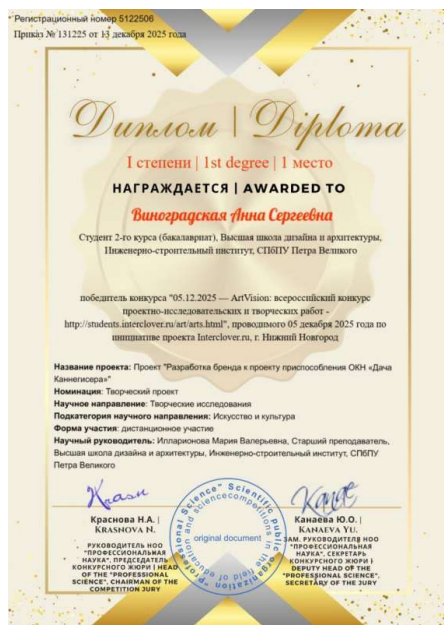 Регистрационный номер 5122506
Приказ № 131225 от 13 декабря 2025 года
Диплом | Diploma
I степени | 1st degree | 1 место
НАГРАЖДАЕТСЯ | AWARDED TO
Виноградская Анна Сергеевна
Студент 2-го курса (бакалавриат), Высшая школа дизайна и архитектуры,
Инженерно-строительный институт, СПбПУ Петра Великого
победитель конкурса "05.12.2025 — ArtVision: всероссийский конкурс
проектно-исследовательских и творческих работ -
http://students.interclover.ru/art/arts.html", проводимого 05 декабря 2025 года по
инициативе проекта Interclover.ru, г. Нижний Новгород
Название проекта: Проект "Разработка бренда к проекту приспособления ОКН «Дача
Каннегисера»"
Номинация: Творческий проект
Научное направление: Творческие исследования
Подкатегория научного направления: Искусство и культура
Форма участия: дистанционное участие
Научный руководитель: Илларионова Мария Валерьевна, Старший преподаватель,
Высшая школа дизайна и архитектуры, Инженерно-строительный институт, СПбПУ
Петра Великого
Краснова Н.А. |
KRASNOVA N.
РУКОВОДИТЕЛЬ НОО
"ПРОФЕССИОНАЛЬНАЯ
НАУКА", ПРЕДСЕДАТЕЛЬ
КОНКУРСНОГО ЖЮРИ | HEAD
OF THE "PROFESSIONAL
SCIENCE", CHAIRMAN OF THE
COMPETITION JURY
original document
Канаева Ю.О. |
KANAEVA YU.
ЗАМ. РУКОВОДИТЕЛЯ НОО
"ПРОФЕССИОНАЛЬНАЯ
НАУКА", СЕКРЕТАРЬ
КОНКУРСНОГО ЖЮРИ |
DEPUTY HEAD OF THE
"PROFESSIONAL SCIENCE",
SECRETARY OF THE JURY